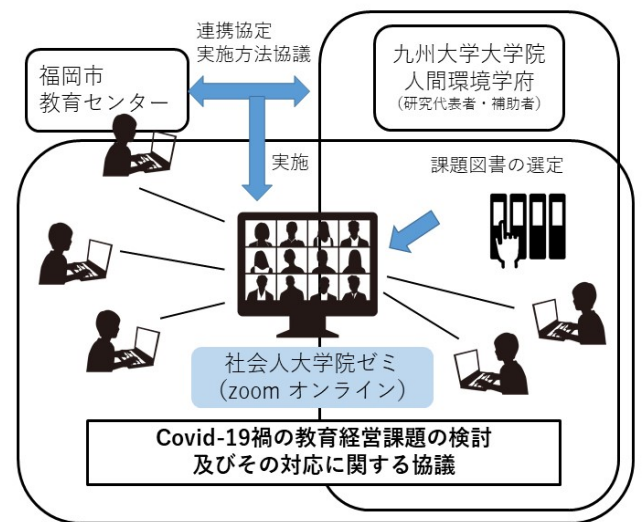 連携協定
実施方法協議
福岡市
教育センター
九州大学大学院
人間環境学府
(研究代表者・補助者)
実施
課題図書の選定
社会人大学院ゼミ
(zoom オンライン)
Covid-19禍の教育経営課題の検討
及びその対応に関する協議